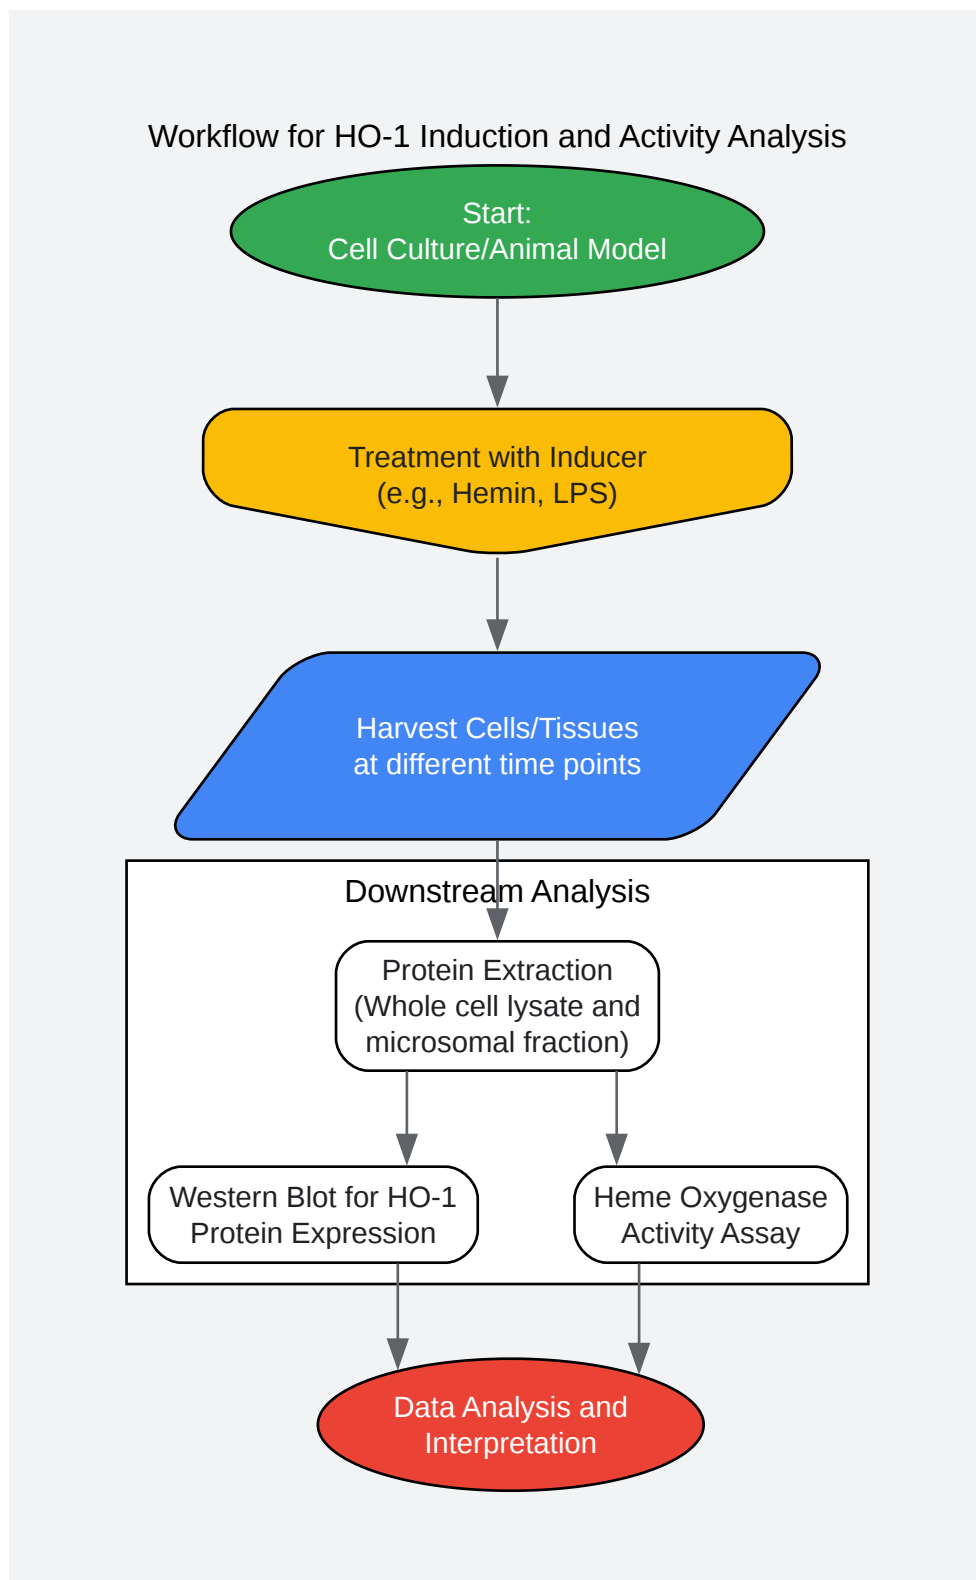 Workflow for HO-1 Induction and Activity Analysis
Start:
Cell Culture/Animal Model
Treatment with Inducer
(e.g., Hemin, LPS)
Harvest Cells/Tissues
at different time points
Downstream Analysis
Protein Extraction
(Whole cell lysate and
microsomal fraction)
Western Blot for HO-1
Protein Expression
Heme Oxygenase
Activity Assay
Data Analysis and
Interpretation